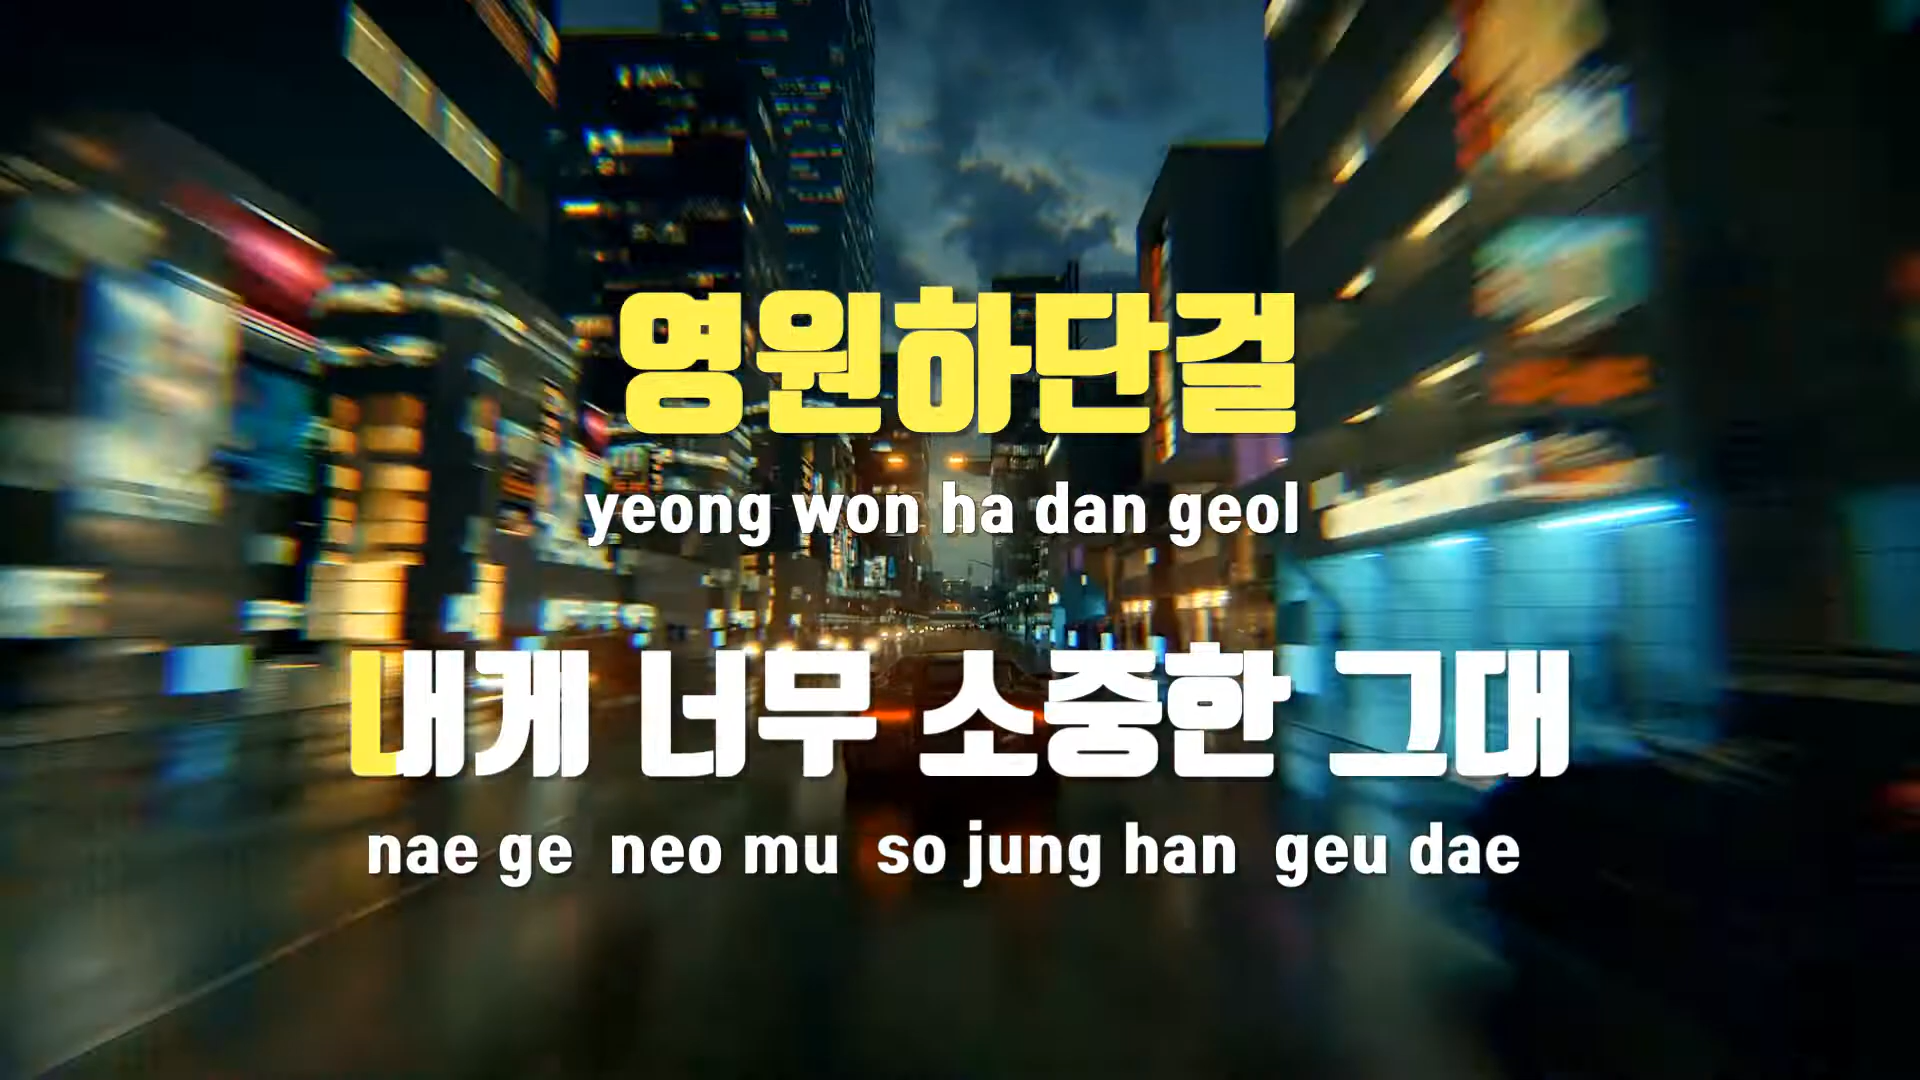 영원하단걸
yeong won ha dan geol
내게 너무 소중한 그대
nae ge neo mu so jung han geu dae